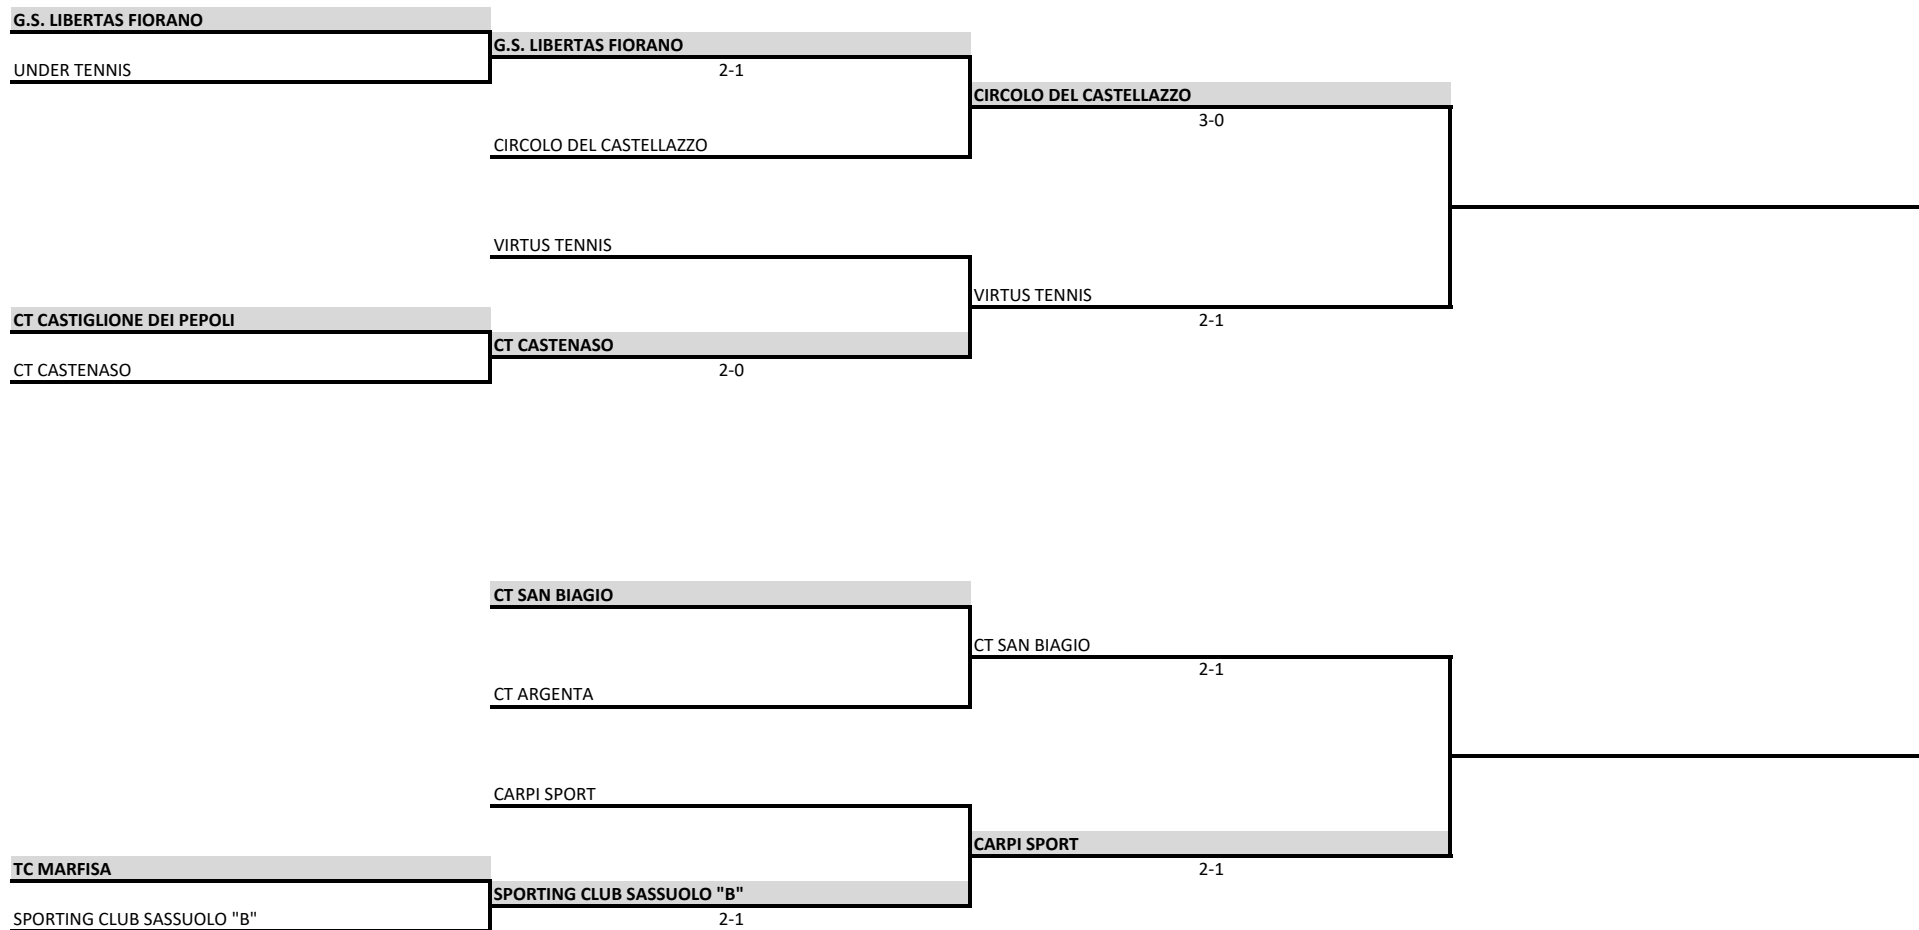 G.S. LIBERTAS FIORANO
G.S. LIBERTAS FIORANO
UNDER TENNIS
2-1
CIRCOLO DEL CASTELLAZZO
3-0
CIRCOLO DEL CASTELLAZZO
VIRTUS TENNIS
VIRTUS TENNIS
CT CASTIGLIONE DEI PEPOLI
2-1
CT CASTENASO
CT CASTENASO
2-0
CT SAN BIAGIO
CT SAN BIAGIO
2-1
CT ARGENTA
CARPI SPORT
CARPI SPORT
TC MARFISA
2-1
SPORTING CLUB SASSUOLO "B"
SPORTING CLUB SASSUOLO "B"
2-1